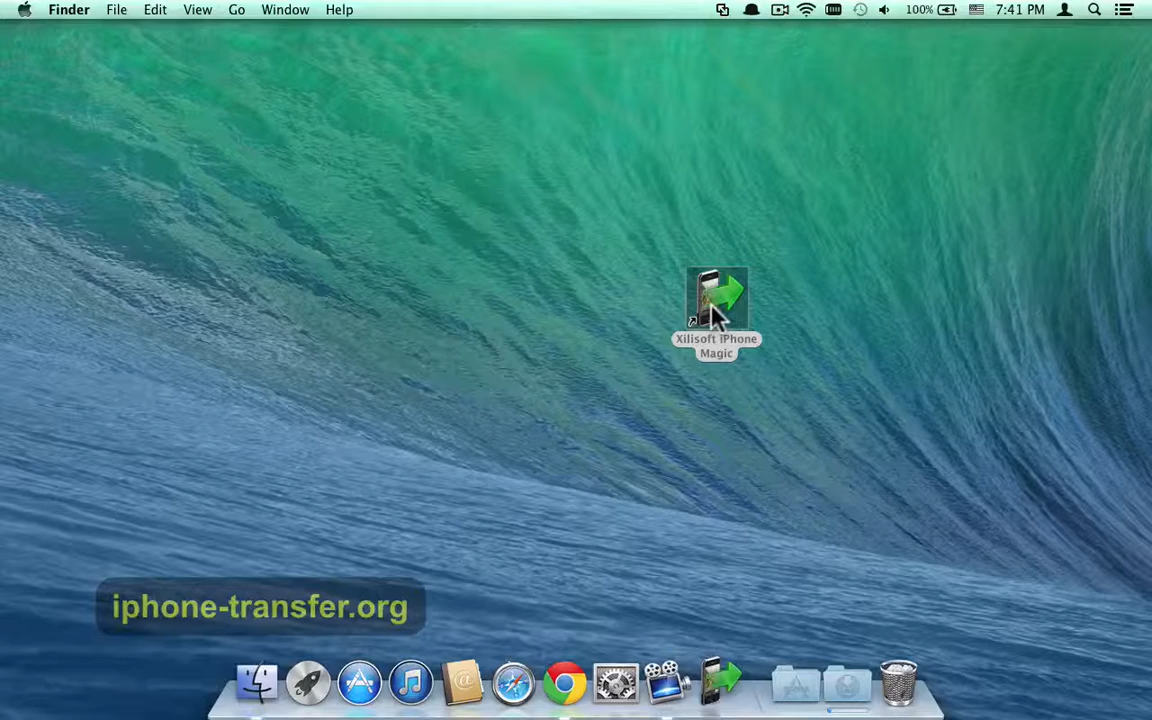 Finder File Edit View Go Window Help 100% 7:41 PM
Xilisoft iPhone
Magic
iphone-transfer.org